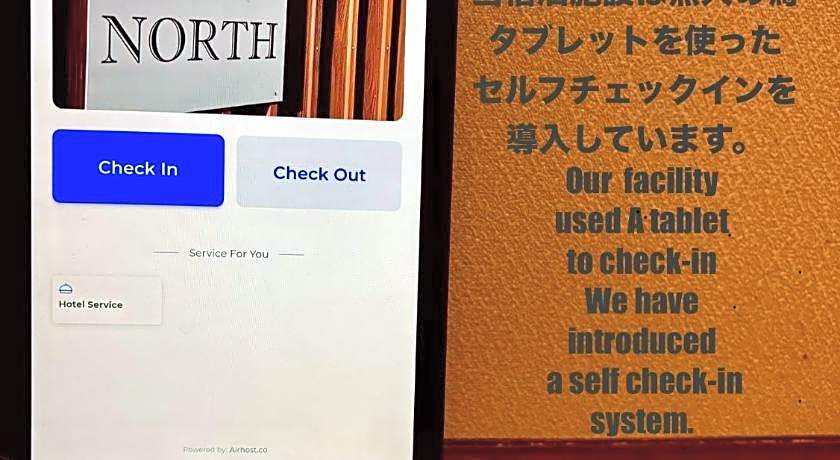 NORTH
Check In
Check Out
Service For You
Hotel Service
Powered by: Airhost.co
タブレットを使った
セルフチェックインを
導入しています。
Our facility
used A tablet
to check-in
We have
introduced
a self check-in
system.